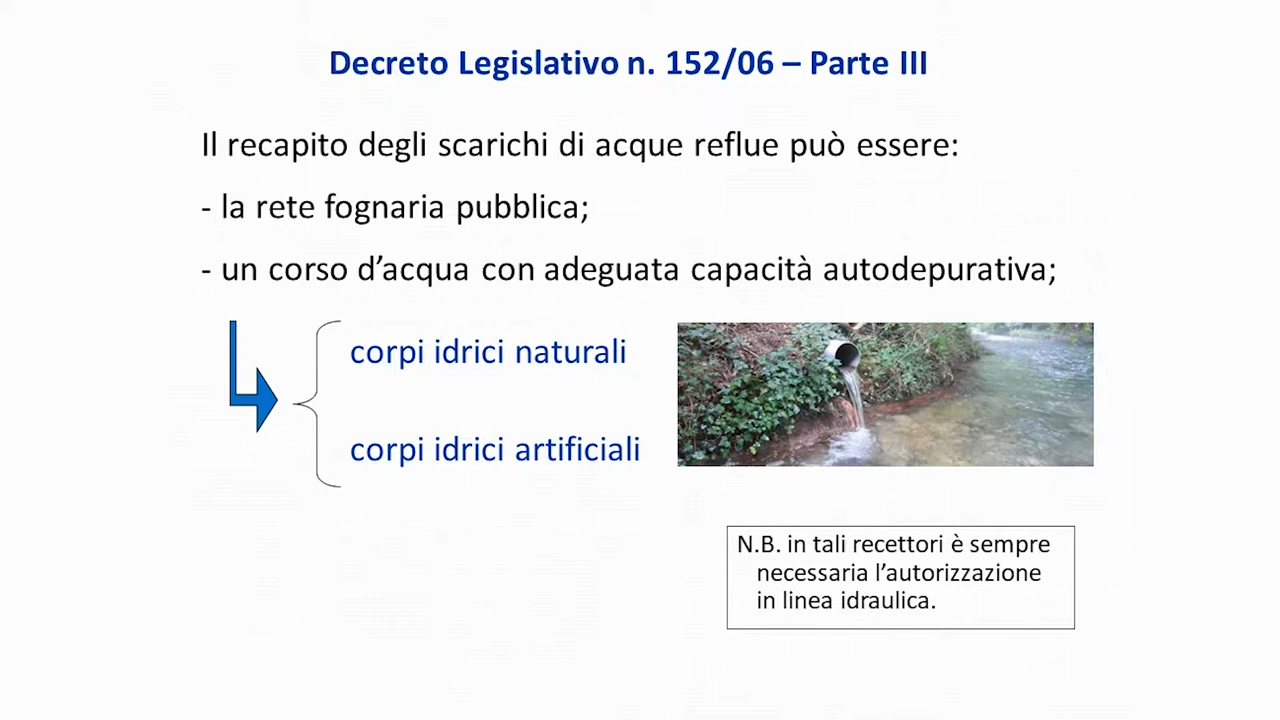 Decreto Legislativo n. 152/06 – Parte III
Il recapito degli scarichi di acque reflue può essere:
- la rete fognaria pubblica;
- un corso d’acqua con adeguata capacità autodepurativa;
corpi idrici naturali
corpi idrici artificiali
N.B. in tali recettori è sempre
necessaria l’autorizzazione
in linea idraulica.